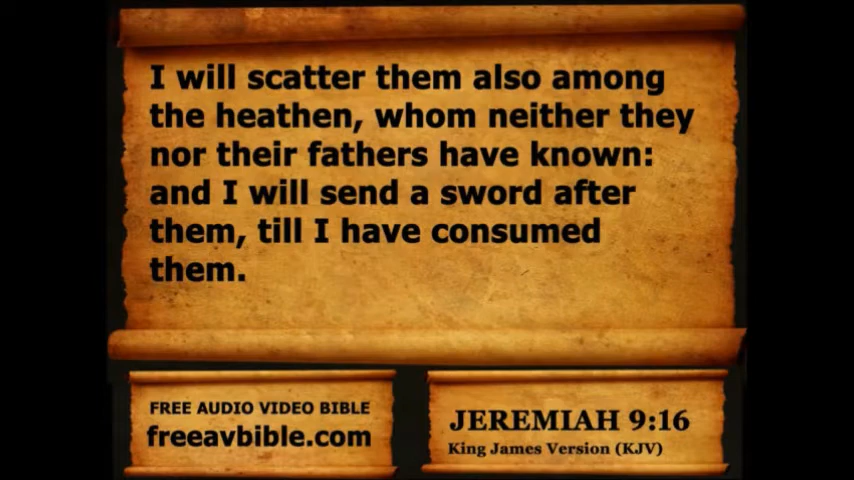 I will scatter them also among
the heathen, whom neither they
nor their fathers have known:
and I will send a sword after
them, till I have consumed
them.
FREE AUDIO VIDEO BIBLE
freeavbible.com
JEREMIAH 9:16
King James Version (KJV)